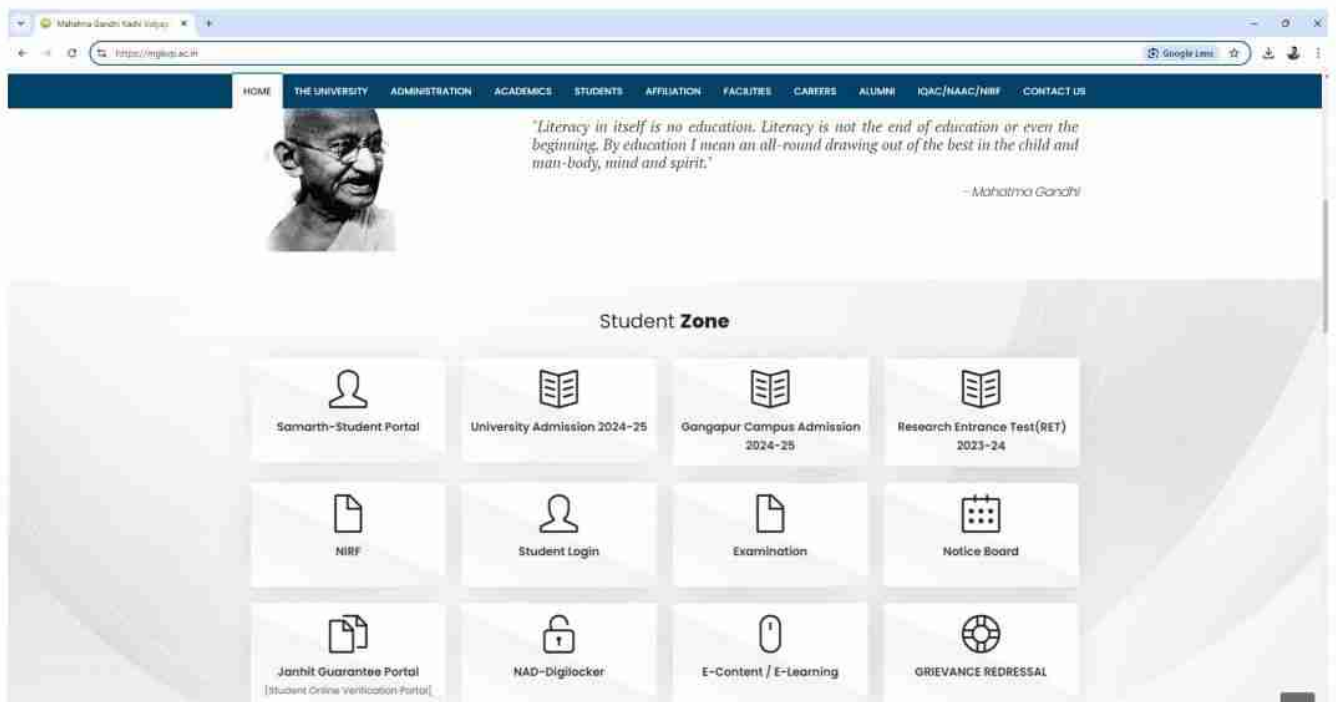 Mahatma Gandhi Kashi Vidyap
Google Lens
HOME THE UNIVERSITY ADMINISTRATION ACADEMICS STUDENTS AFFILIATION FACILITIES CAREERS ALUMNI IQAC/NAAC/NIRF CONTACT US
"Literacy in itself is no education. Literacy is not the end of education or even the
beginning. By education I mean an all-round drawing out of the best in the child and
man-body, mind and spirit."
- Mahatma Gandhi
Student Zone
Samarth-Student Portal
University Admission 2024-25
Gangapur Campus Admission
2024-25
Research Entrance Test(RET)
2023-24
NIRF
Student Login
Examination
Notice Board
Janhit Guarantee Portal
[Student Online Verification Portal]
NAD-Digilocker
E-Content / E-Learning
GRIEVANCE REDRESSAL